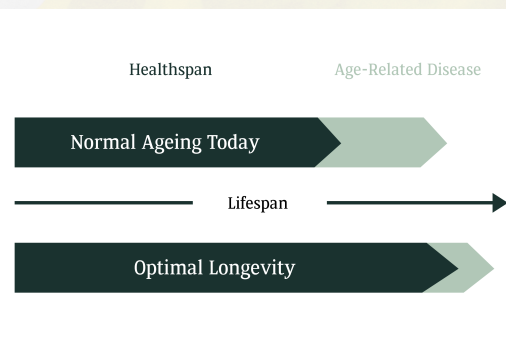 Healthspan
Age-Related Disease
Normal Ageing Today
Lifespan
Optimal Longevity